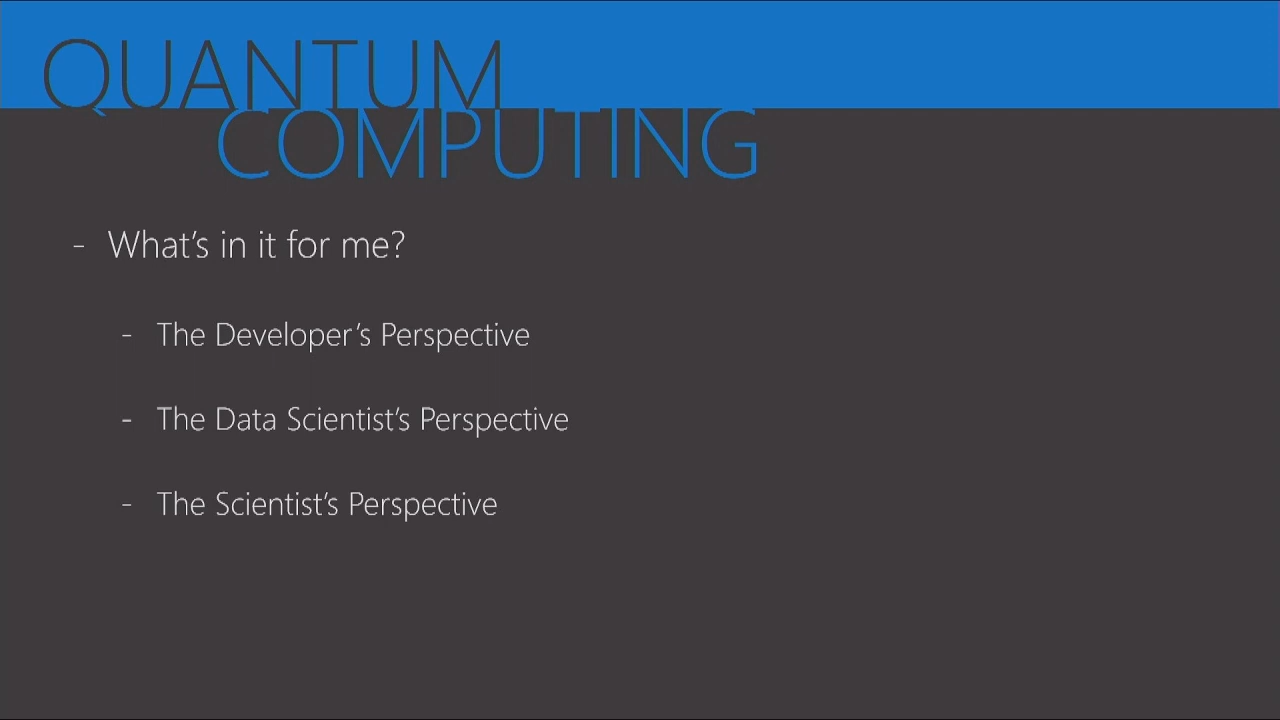 QUANTUM
COMPUTING
- What’s in it for me?
- The Developer’s Perspective
- The Data Scientist’s Perspective
- The Scientist’s Perspective